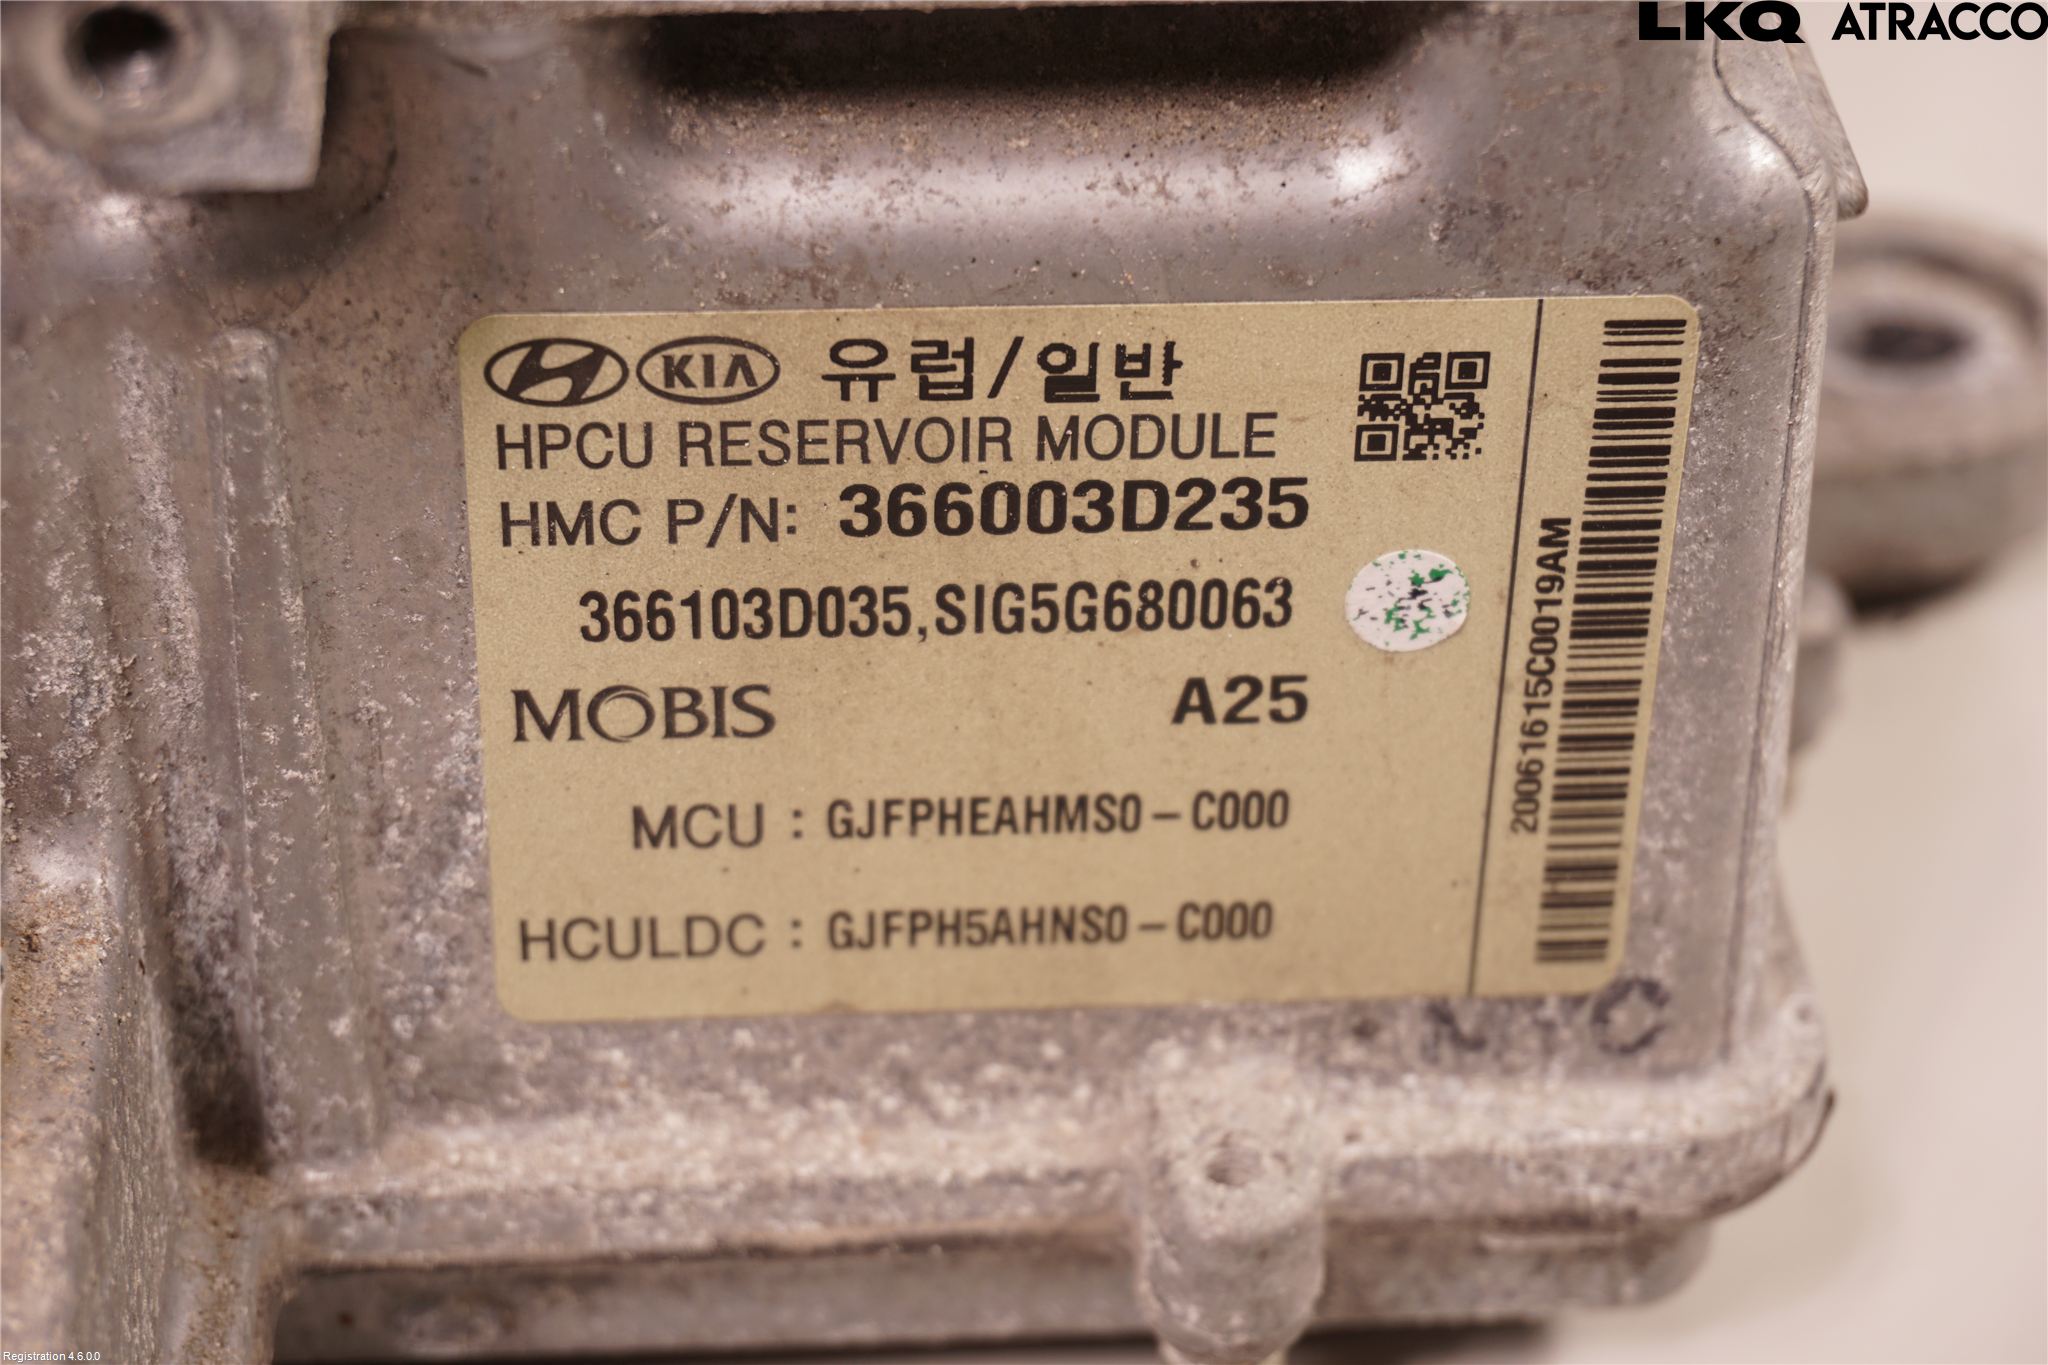 LKQ ATRACCO
KIA 유럽/일반
HPCU RESERVOIR MODULE
HMC P/N: 366003D235
366103D035,SIG5G680063
MOBIS A25
MCU : GJFPHEAHMS0-C000
HCULDC : GJFPH5AHNS0-C000
20061615C0019AM
Registration 4.6.0.0